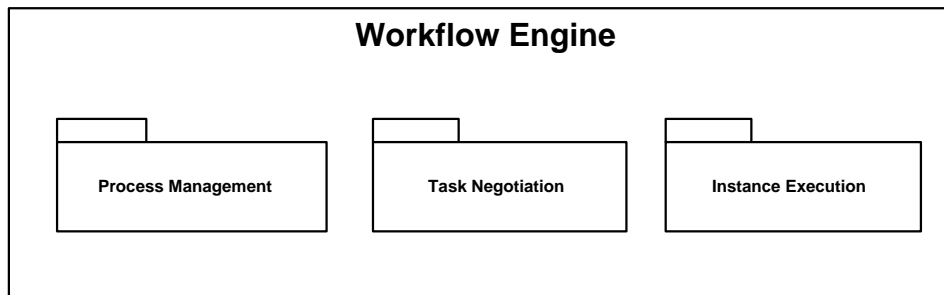 Workflow Engine
Process Management
Task Negotiation
Instance Execution